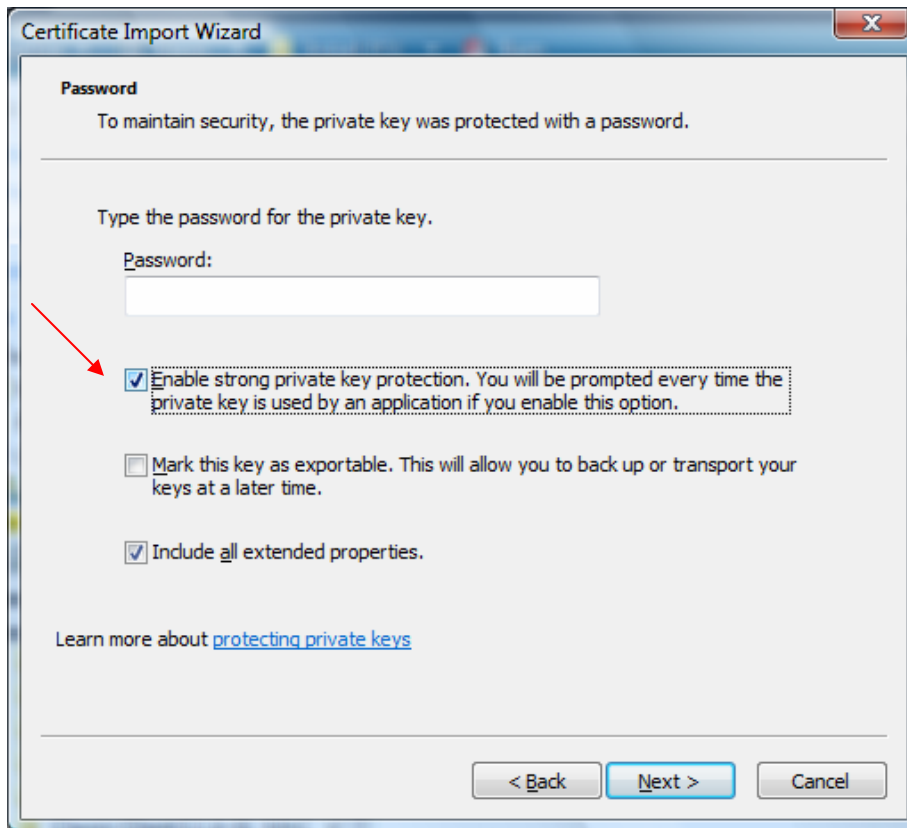 Certificate Import Wizard
Password
To maintain security, the private key was protected with a password.
Type the password for the private key.
Password:
Enable strong private key protection. You will be prompted every time the
private key is used by an application if you enable this option.
Mark this key as exportable. This will allow you to back up or transport your
keys at a later time.
Include all extended properties.
Learn more about protecting private keys
< Back Next > Cancel